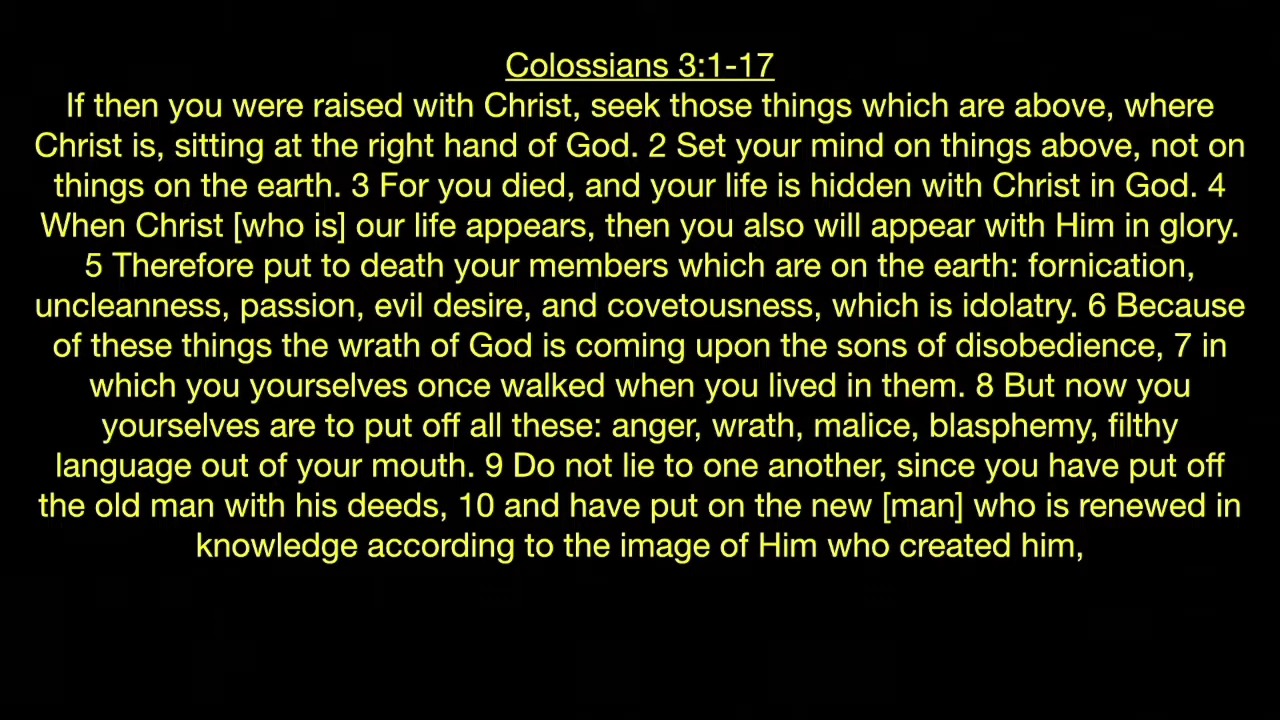 Colossians 3:1-17
If then you were raised with Christ, seek those things which are above, where
Christ is, sitting at the right hand of God. 2 Set your mind on things above, not on
things on the earth. 3 For you died, and your life is hidden with Christ in God. 4
When Christ [who is] our life appears, then you also will appear with Him in glory.
5 Therefore put to death your members which are on the earth: fornication,
uncleanness, passion, evil desire, and covetousness, which is idolatry. 6 Because
of these things the wrath of God is coming upon the sons of disobedience, 7 in
which you yourselves once walked when you lived in them. 8 But now you
yourselves are to put off all these: anger, wrath, malice, blasphemy, filthy
language out of your mouth. 9 Do not lie to one another, since you have put off
the old man with his deeds, 10 and have put on the new [man] who is renewed in
knowledge according to the image of Him who created him,